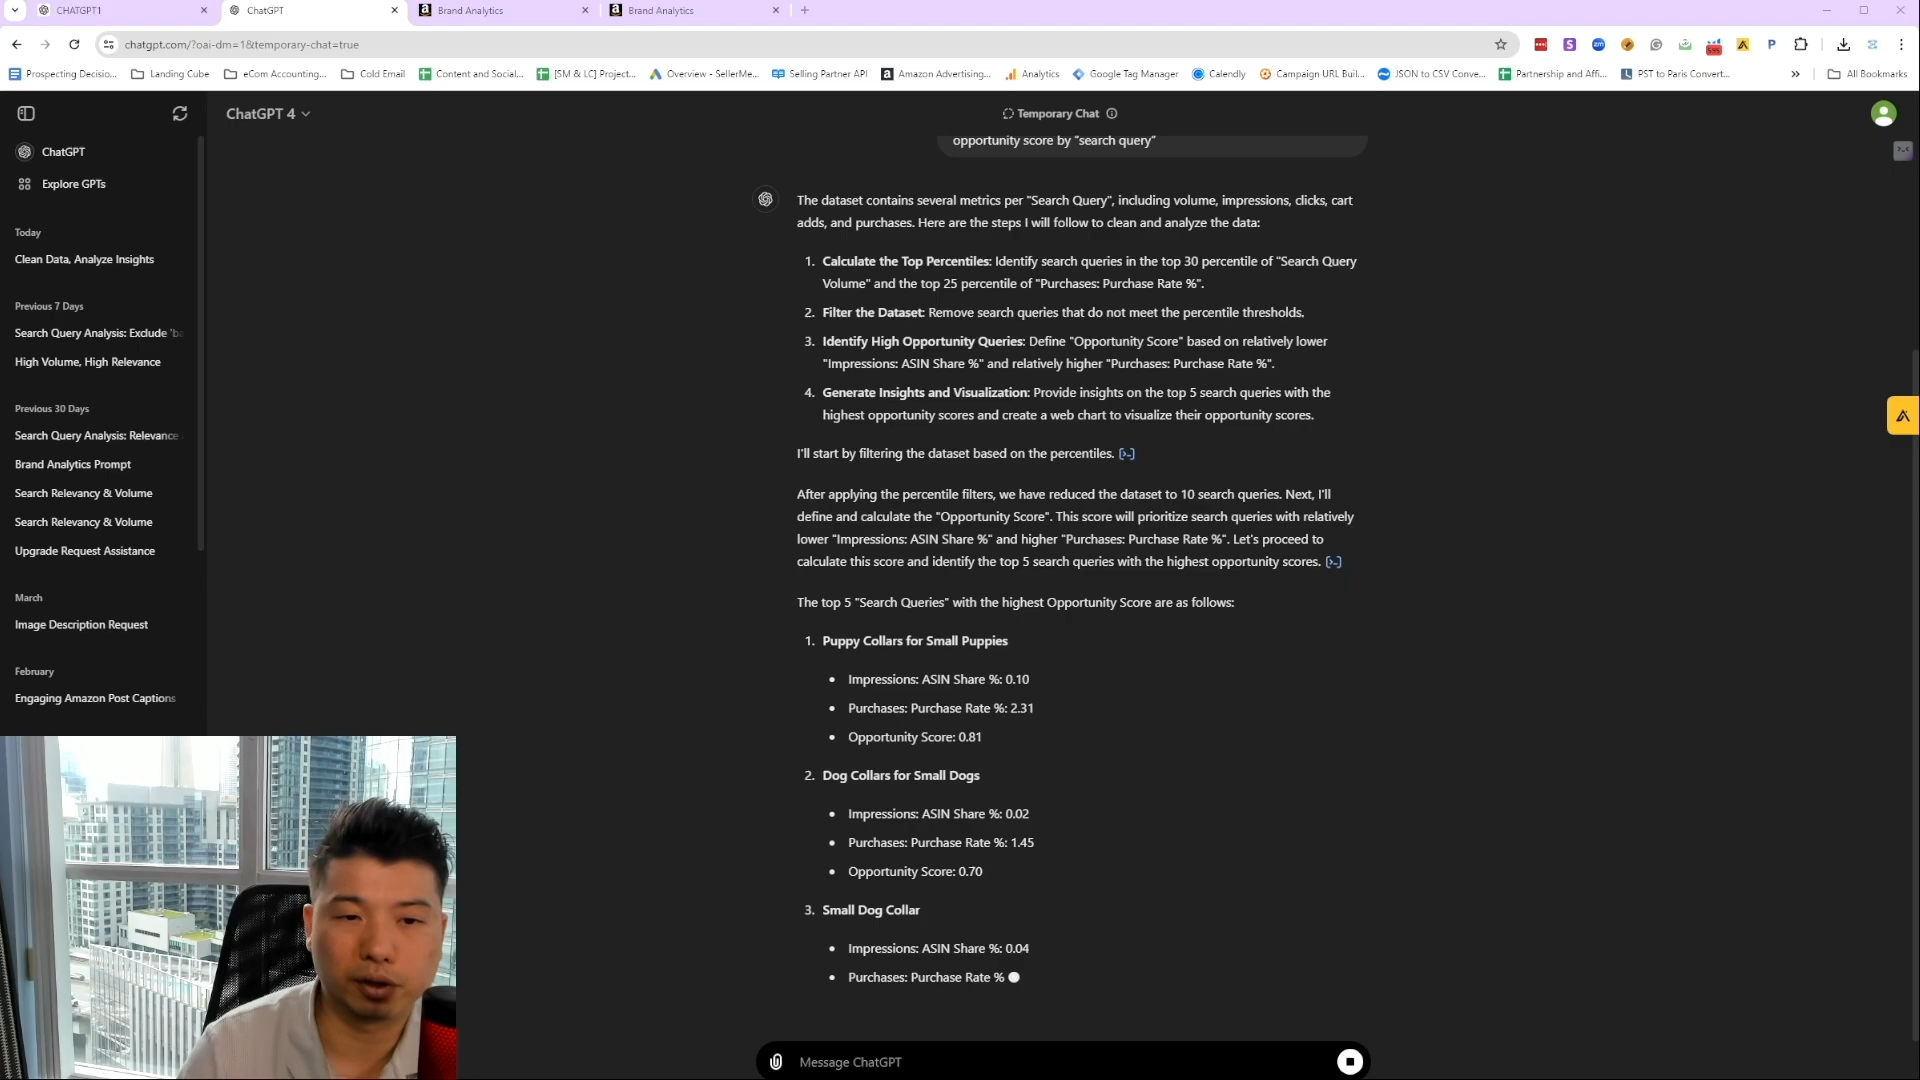 CHATGPT1
ChatGPT
Brand Analytics
Brand Analytics
chatgpt.com/?oai-dm=1&temporary-chat=true
595
Prospecting Decisio...
Landing Cube
eCom Accounting...
Cold Email
Content and Social...
[SM & LC] Project...
Overview - SellerMe...
Selling Partner API
Amazon Advertising...
Analytics
Google Tag Manager
Calendly
Campaign URL Buil...
JSON to CSV Conve...
Partnership and Affi...
PST to Paris Convert...
All Bookmarks
ChatGPT
Explore GPTs
Today
Clean Data, Analyze Insights
Previous 7 Days
Search Query Analysis: Exclude 'ba
High Volume, High Relevance
Previous 30 Days
Search Query Analysis: Relevance
Brand Analytics Prompt
Search Relevancy & Volume
Search Relevancy & Volume
Upgrade Request Assistance
March
Image Description Request
February
Engaging Amazon Post Captions
ChatGPT 4
Temporary Chat
opportunity score by "search query"
The dataset contains several metrics per "Search Query", including volume, impressions, clicks, cart
adds, and purchases. Here are the steps I will follow to clean and analyze the data:
1. Calculate the Top Percentiles: Identify search queries in the top 30 percentile of "Search Query
Volume" and the top 25 percentile of "Purchases: Purchase Rate %".
2. Filter the Dataset: Remove search queries that do not meet the percentile thresholds.
3. Identify High Opportunity Queries: Define "Opportunity Score" based on relatively lower
"Impressions: ASIN Share %" and relatively higher "Purchases: Purchase Rate %".
4. Generate Insights and Visualization: Provide insights on the top 5 search queries with the
highest opportunity scores and create a web chart to visualize their opportunity scores.
I'll start by filtering the dataset based on the percentiles. [>-]
After applying the percentile filters, we have reduced the dataset to 10 search queries. Next, I'll
define and calculate the "Opportunity Score". This score will prioritize search queries with relatively
lower "Impressions: ASIN Share %" and higher "Purchases: Purchase Rate %". Let's proceed to
calculate this score and identify the top 5 search queries with the highest opportunity scores. [>-]
The top 5 "Search Queries" with the highest Opportunity Score are as follows:
1. Puppy Collars for Small Puppies
• Impressions: ASIN Share %: 0.10
• Purchases: Purchase Rate %: 2.31
• Opportunity Score: 0.81
2. Dog Collars for Small Dogs
• Impressions: ASIN Share %: 0.02
• Purchases: Purchase Rate %: 1.45
• Opportunity Score: 0.70
3. Small Dog Collar
• Impressions: ASIN Share %: 0.04
• Purchases: Purchase Rate %
Message ChatGPT